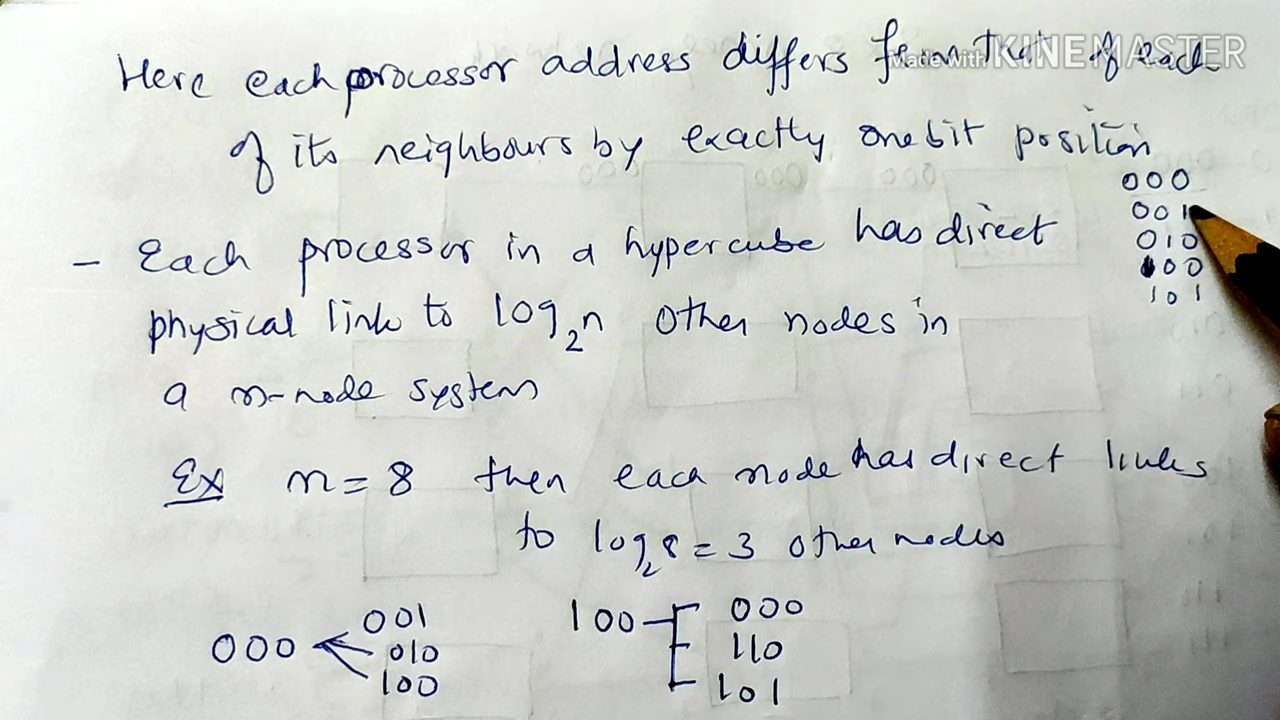 Made with KINEMASTER
Here each processor address differs from that of each
of its neighbours by exactly one bit position
000
001
010
100
101
- Each processor in a hypercube has direct
physical link to log2n other nodes in
a n-node system
Ex n = 8 then each node has direct links
to log28 = 3 other nodes
000
001
010
100
100
000
110
101